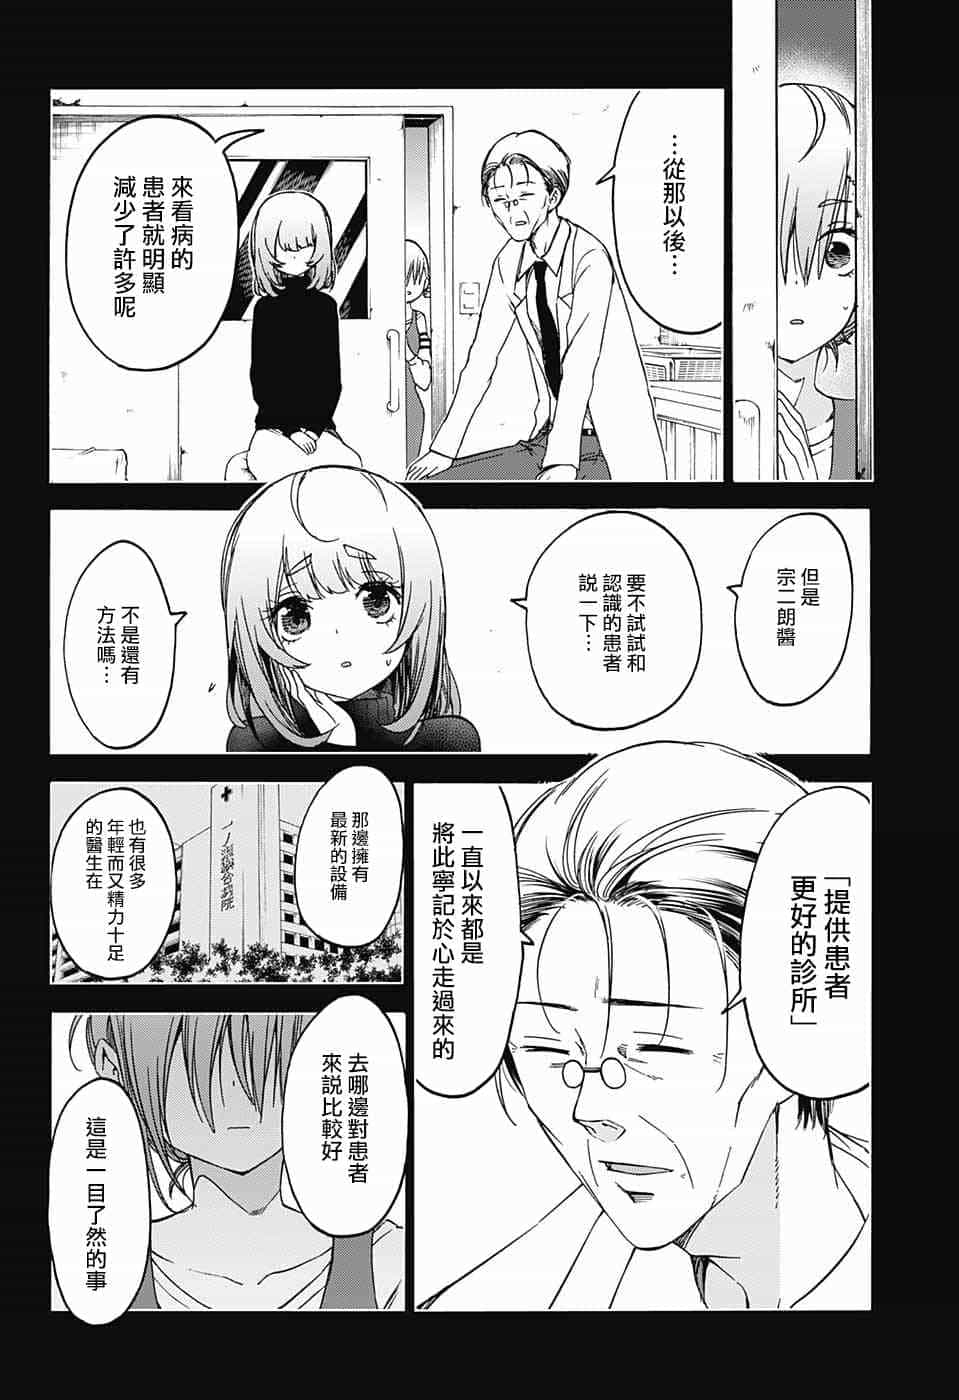 …從那以後…
來看病的
患者就明顯
減少了許多呢
但是
宗二朗醬
要不試試和
認識的患者
説一下…
不是還有
方法嗎…
「提供患者
更好的診所」
一直以來都是
將此寧記於心走過來的
那邊擁有
最新的設備
也有很多
年輕而又精力十足
的醫生在
去哪邊對患者
來説比較好
這是一目了然的事